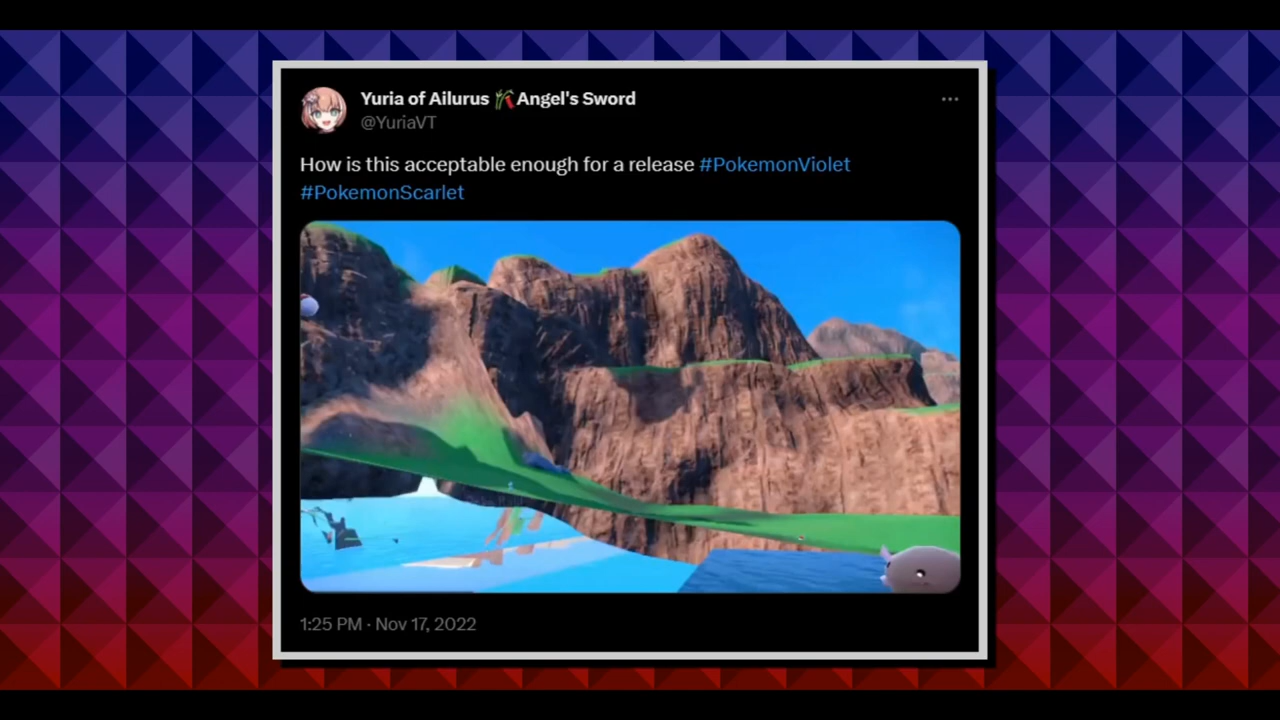 Yuria of Ailurus Angel's Sword
@YuriaVT
How is this acceptable enough for a release #PokemonViolet
#PokemonScarlet
1:25 PM · Nov 17, 2022